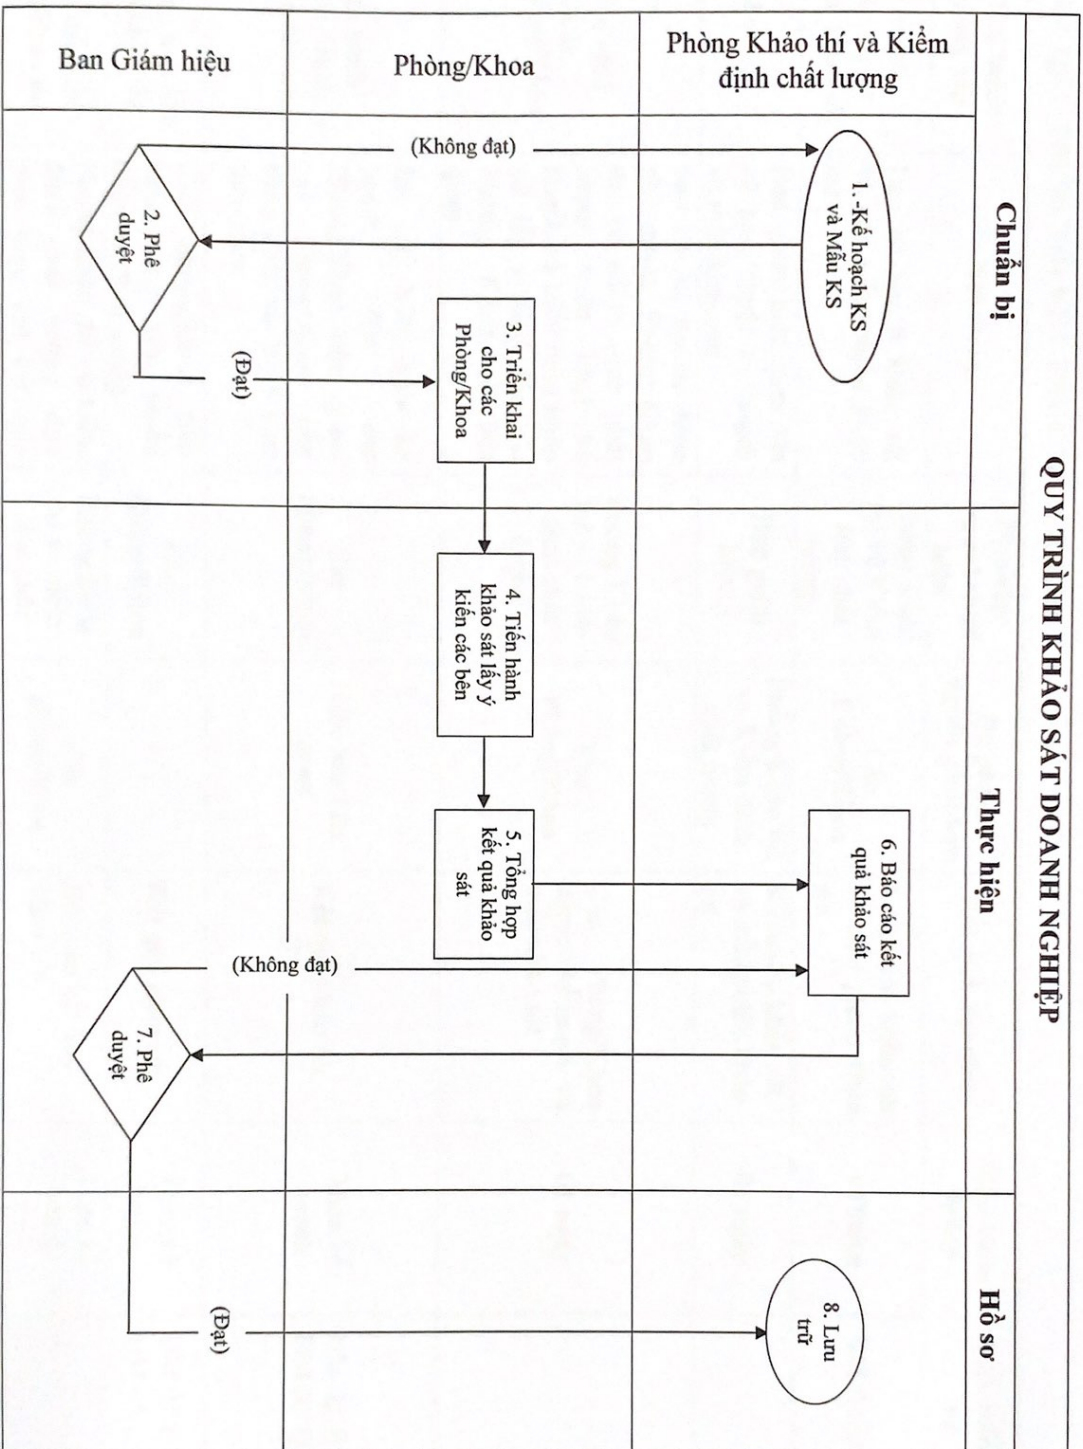 QUY TRÌNH KHẢO SÁT DOANH NGHIỆP
Chuẩn bị
Thực hiện
Hồ sơ
Phòng Khảo thí và Kiểm
định chất lượng
Phòng/Khoa
Ban Giám hiệu
1. -Kế hoạch KS
và Mẫu KS
(Không đạt)
2. Phê
duyệt
(Đạt)
3. Triển khai
cho các
Phòng/Khoa
4. Tiến hành
khảo sát lấy ý
kiến các bên
5. Tổng hợp
kết quả khảo
sát
6. Báo cáo kết
quả khảo sát
(Không đạt)
7. Phê
duyệt
(Đạt)
8. Lưu
trữ